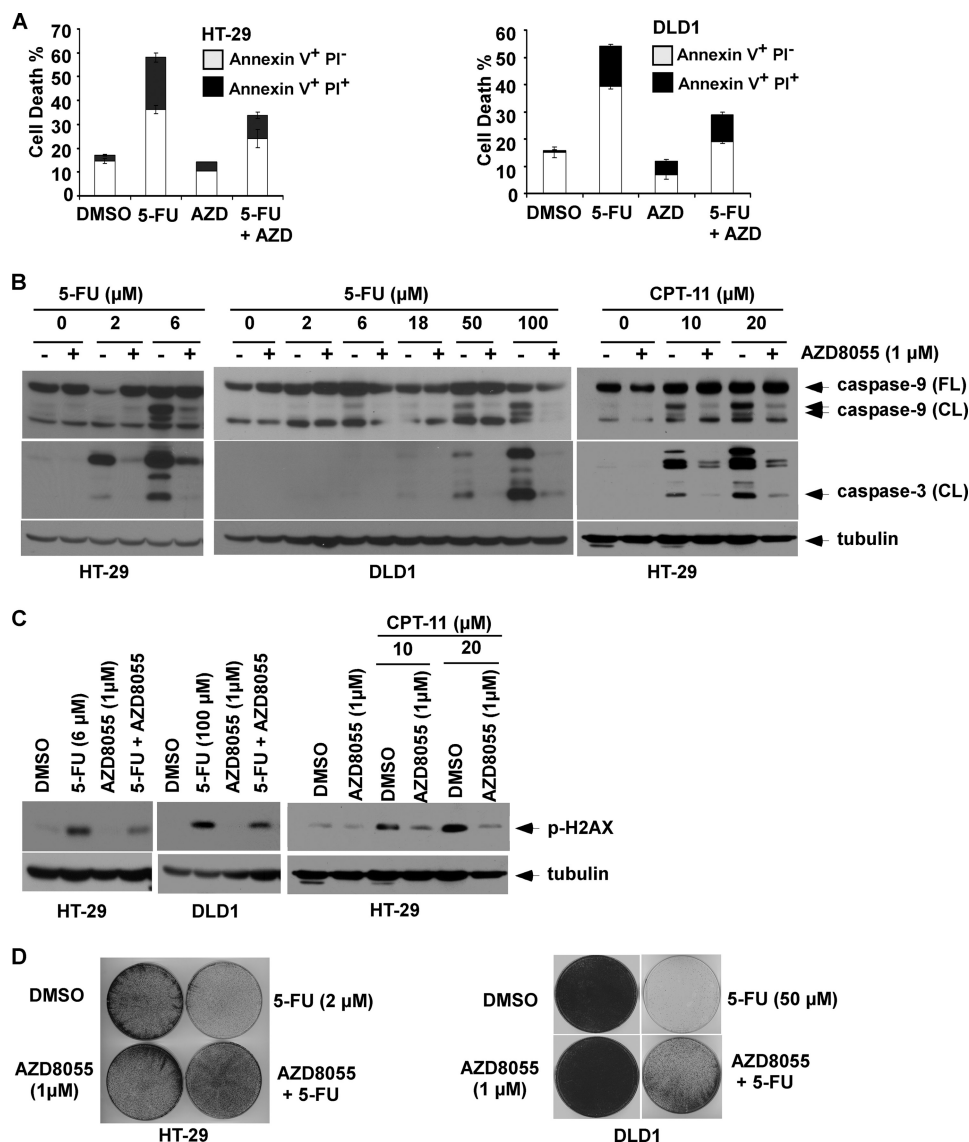 A
HT-29
Cell Death %
70
60
50
40
30
20
10
0
Annexin V+ PI-
Annexin V+ PI+
DMSO 5-FU AZD 5-FU + AZD
DLD1
Cell Death %
60
50
40
30
20
10
0
Annexin V+ PI-
Annexin V+ PI+
DMSO 5-FU AZD 5-FU + AZD
B
5-FU (µM) 5-FU (µM) CPT-11 (µM)
0 2 6 0 2 6 18 50 100 0 10 20
- + - + - + - + - + - + - + - + - + - + - + - + AZD8055 (1 µM)
caspase-9 (FL)
caspase-9 (CL)
caspase-3 (CL)
tubulin
HT-29 DLD1 HT-29
C
CPT-11 (µM)
10 20
DMSO
5-FU (6 µM)
AZD8055 (1µM)
5-FU + AZD8055
DMSO
5-FU (100 µM)
AZD8055 (1µM)
5-FU + AZD8055
DMSO
AZD8055 (1µM)
DMSO
AZD8055 (1µM)
DMSO
AZD8055 (1µM)
p-H2AX
tubulin
HT-29 DLD1 HT-29
D
DMSO
5-FU (2 µM)
AZD8055
(1µM)
AZD8055
+ 5-FU
HT-29
DMSO
5-FU (50 µM)
AZD8055
(1 µM)
AZD8055
+ 5-FU
DLD1